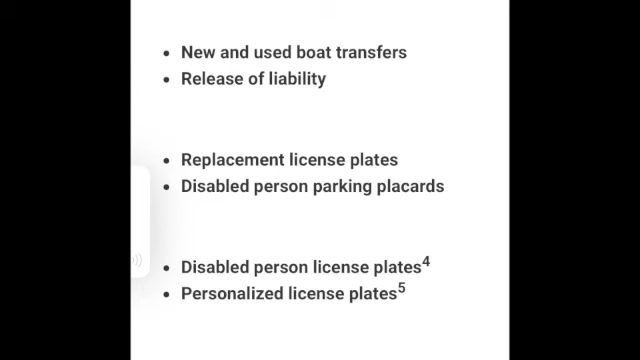 • New and used boat transfers
• Release of liability
• Replacement license plates
• Disabled person parking placards
• Disabled person license plates⁴
• Personalized license plates⁵